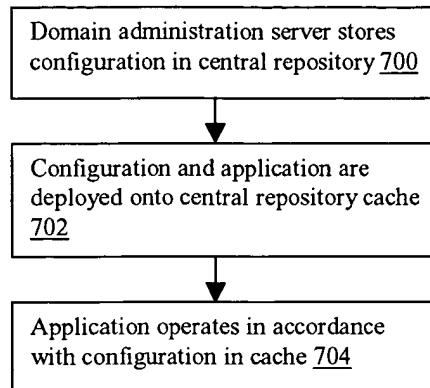 Domain administration server stores
configuration in central repository 700
Configuration and application are
deployed onto central repository cache
702
Application operates in accordance
with configuration in cache 704